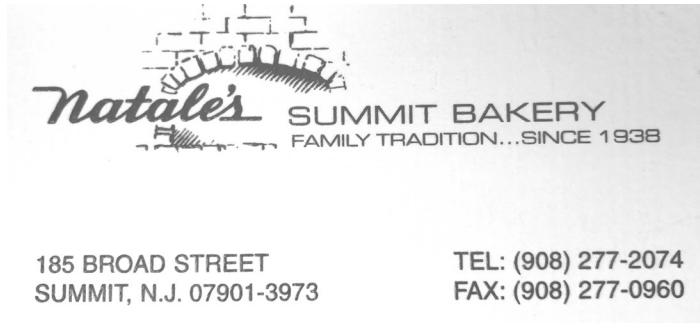 Natale's SUMMIT BAKERY
FAMILY TRADITION...SINCE 1938
185 BROAD STREET
SUMMIT, N.J. 07901-3973
TEL: (908) 277-2074
FAX: (908) 277-0960